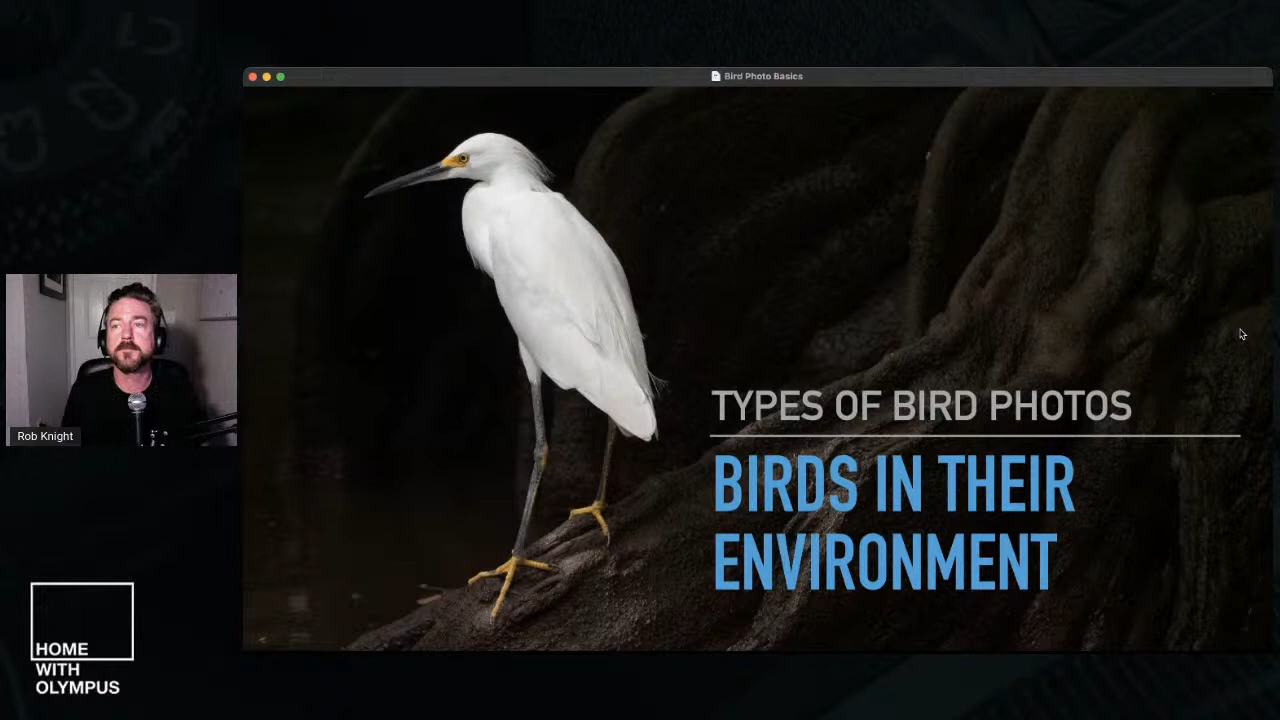 Bird Photo Basics
TYPES OF BIRD PHOTOS
BIRDS IN THEIR
ENVIRONMENT
Rob Knight
HOME
WITH
OLYMPUS